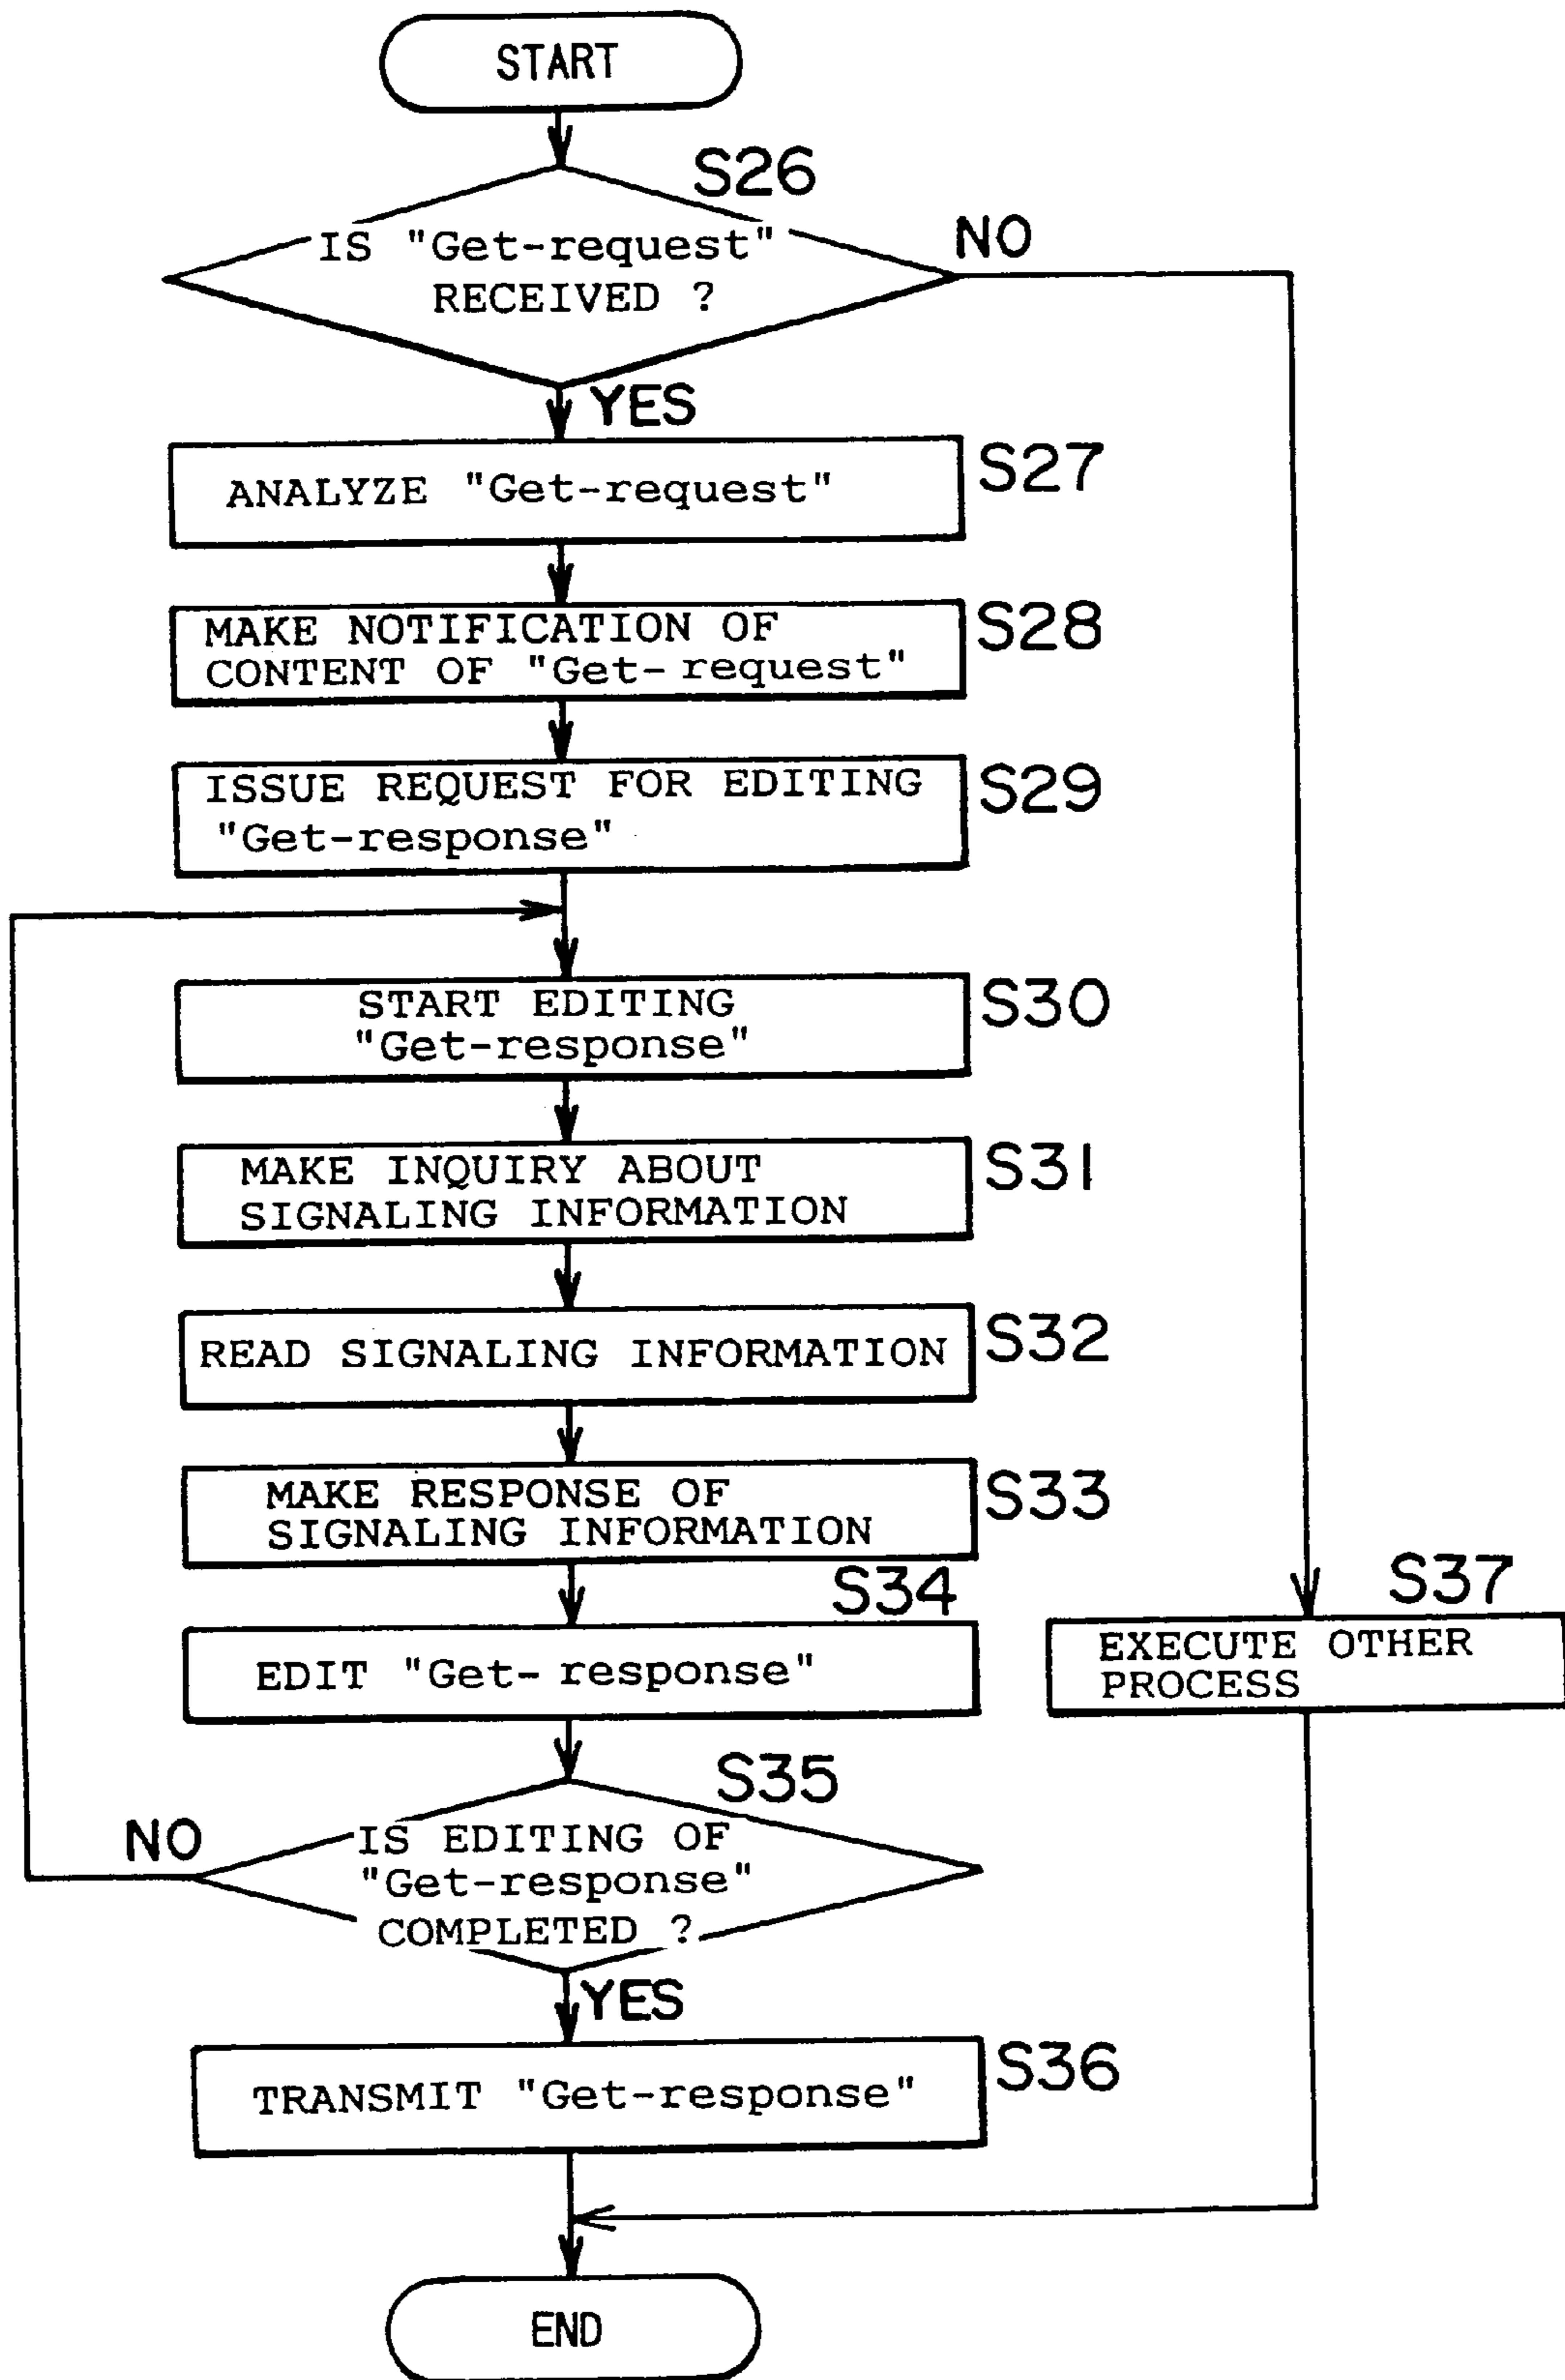 START
S26
IS "Get-request"
RECEIVED ?
NO
YES
ANALYZE "Get-request"
S27
MAKE NOTIFICATION OF
CONTENT OF "Get- request"
S28
ISSUE REQUEST FOR EDITING
"Get-response"
S29
START EDITING
"Get-response"
S30
MAKE INQUIRY ABOUT
SIGNALING INFORMATION
S31
READ SIGNALING INFORMATION
S32
MAKE RESPONSE OF
SIGNALING INFORMATION
S33
S34
EDIT "Get- response"
S37
EXECUTE OTHER
PROCESS
S35
NO
IS EDITING OF
"Get-response"
COMPLETED ?
YES
TRANSMIT "Get-response"
S36
END